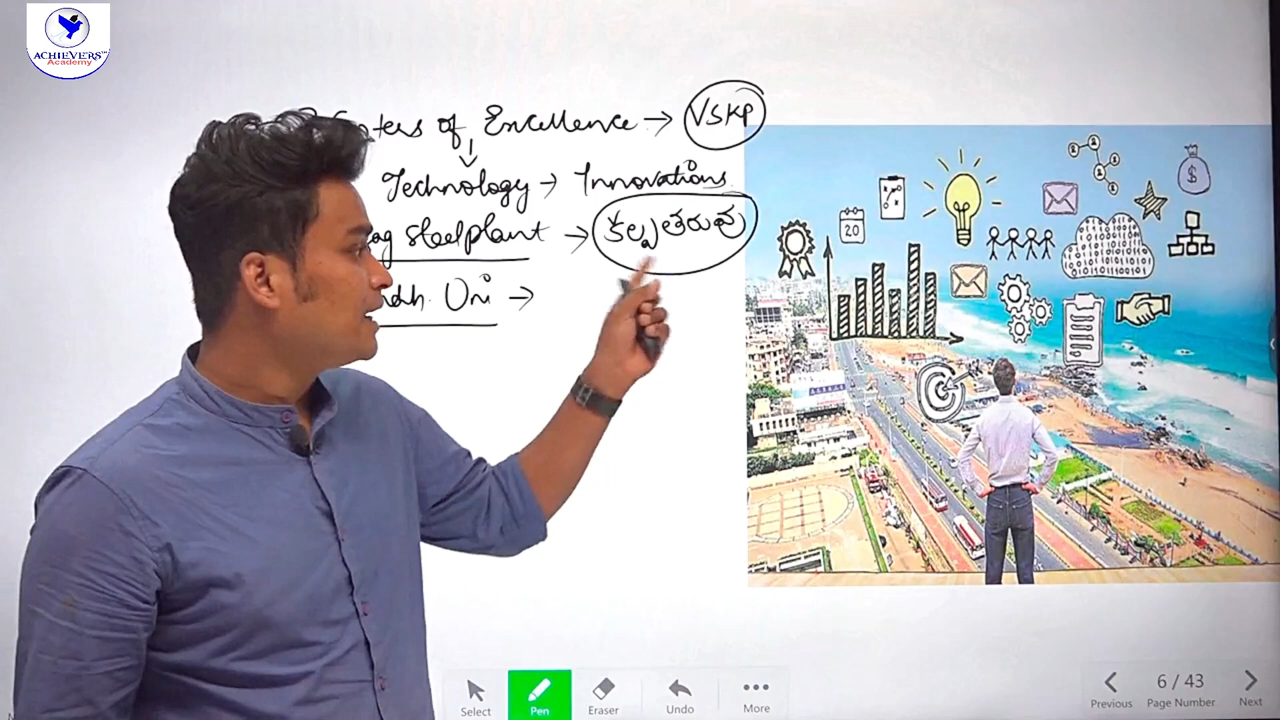 ACHIEVERS™
Academy
of Excellence → VSKP
Technology → Innovations
steelplant → కల్పతరువు
Uni →
20
Select
Pen
Eraser
Undo
More
Previous
6 / 43
Page Number
Next